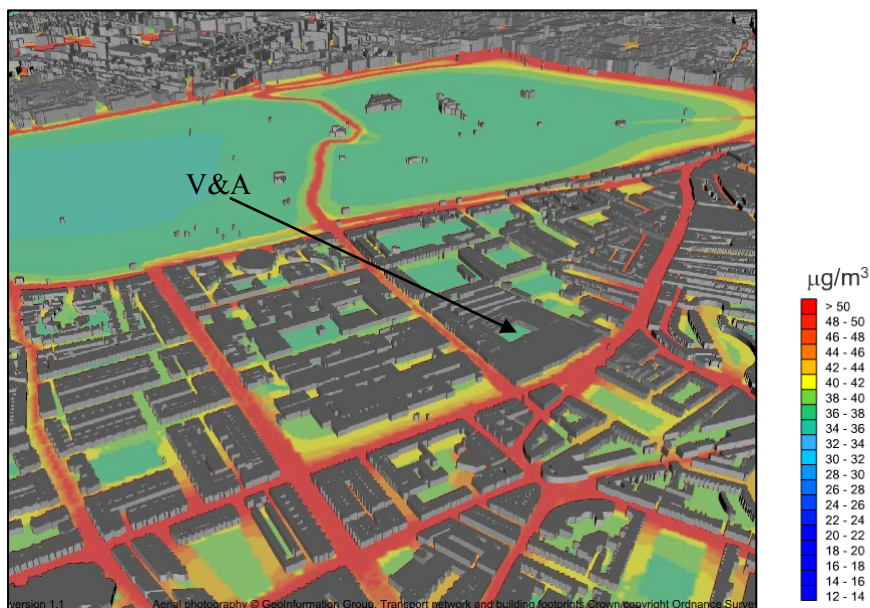 V&A
μg/m3
> 50
48 - 50
46 - 48
44 - 46
42 - 44
40 - 42
38 - 40
36 - 38
34 - 36
32 - 34
30 - 32
28 - 30
26 - 28
24 - 26
22 - 24
20 - 22
18 - 20
16 - 18
14 - 16
12 - 14
version 1.1 Aerial photography © GeoInformation Group, Transport network and building footprints Crown copyright Ordnance Survey